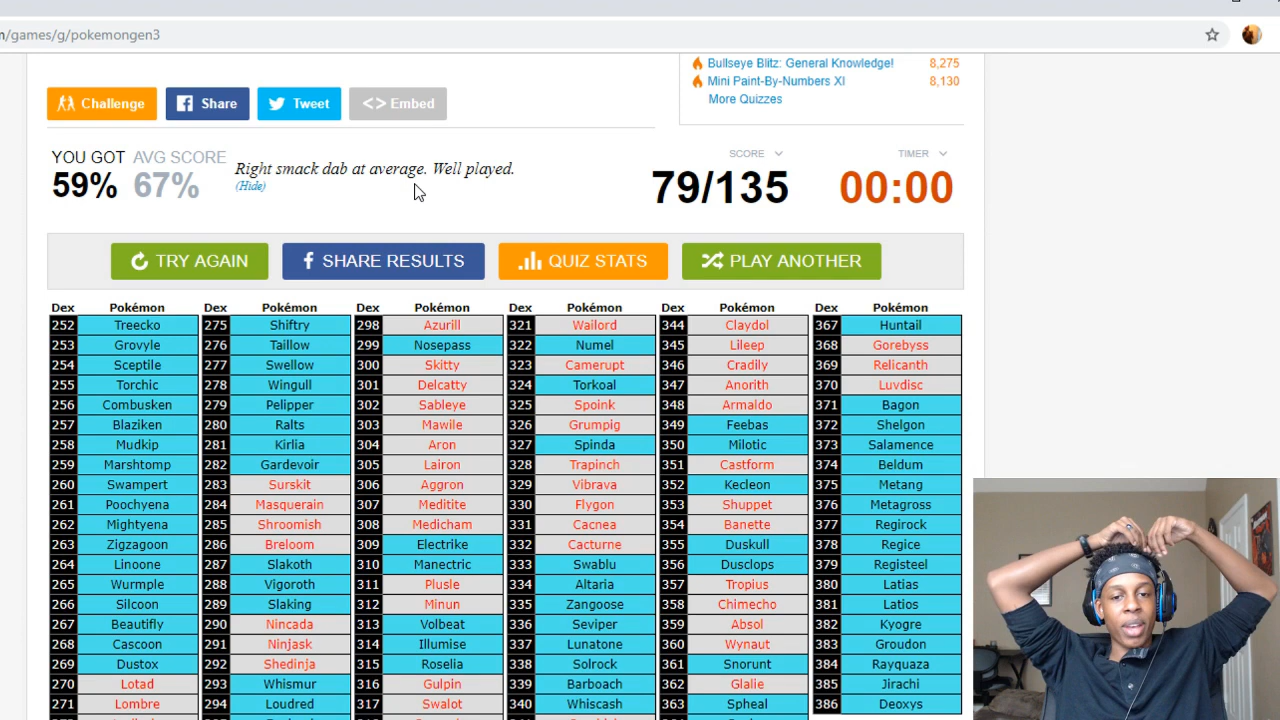 m/games/g/pokemongen3
Bullseye Blitz: General Knowledge! 8,275
Mini Paint-By-Numbers XI 8,130
More Quizzes
Challenge Share Tweet <> Embed
YOU GOT AVG SCORE Right smack dab at average. Well played. SCORE TIMER
59% 67% (Hide) 79/135 00:00
TRY AGAIN SHARE RESULTS QUIZ STATS PLAY ANOTHER
Dex Pokémon Dex Pokémon Dex Pokémon Dex Pokémon Dex Pokémon Dex Pokémon
252 Treecko 275 Shiftry 298 Azurill 321 Wailord 344 Claydol 367 Huntail
253 Grovyle 276 Taillow 299 Nosepass 322 Numel 345 Lileep 368 Gorebyss
254 Sceptile 277 Swellow 300 Skitty 323 Camerupt 346 Cradily 369 Relicanth
255 Torchic 278 Wingull 301 Delcatty 324 Torkoal 347 Anorith 370 Luvdisc
256 Combusken 279 Pelipper 302 Sableye 325 Spoink 348 Armaldo 371 Bagon
257 Blaziken 280 Ralts 303 Mawile 326 Grumpig 349 Feebas 372 Shelgon
258 Mudkip 281 Kirlia 304 Aron 327 Spinda 350 Milotic 373 Salamence
259 Marshtomp 282 Gardevoir 305 Lairon 328 Trapinch 351 Castform 374 Beldum
260 Swampert 283 Surskit 306 Aggron 329 Vibrava 352 Kecleon 375 Metang
261 Poochyena 284 Masquerain 307 Meditite 330 Flygon 353 Shuppet 376 Metagross
262 Mightyena 285 Shroomish 308 Medicham 331 Cacnea 354 Banette 377 Regirock
263 Zigzagoon 286 Breloom 309 Electrike 332 Cacturne 355 Duskull 378 Regice
264 Linoone 287 Slakoth 310 Manectric 333 Swablu 356 Dusclops 379 Registeel
265 Wurmple 288 Vigoroth 311 Plusle 334 Altaria 357 Tropius 380 Latias
266 Silcoon 289 Slaking 312 Minun 335 Zangoose 358 Chimecho 381 Latios
267 Beautifly 290 Nincada 313 Volbeat 336 Seviper 359 Absol 382 Kyogre
268 Cascoon 291 Ninjask 314 Illumise 337 Lunatone 360 Wynaut 383 Groudon
269 Dustox 292 Shedinja 315 Roselia 338 Solrock 361 Snorunt 384 Rayquaza
270 Lotad 293 Whismur 316 Gulpin 339 Barboach 362 Glalie 385 Jirachi
271 Lombre 294 Loudred 317 Swalot 340 Whiscash 363 Spheal 386 Deoxys